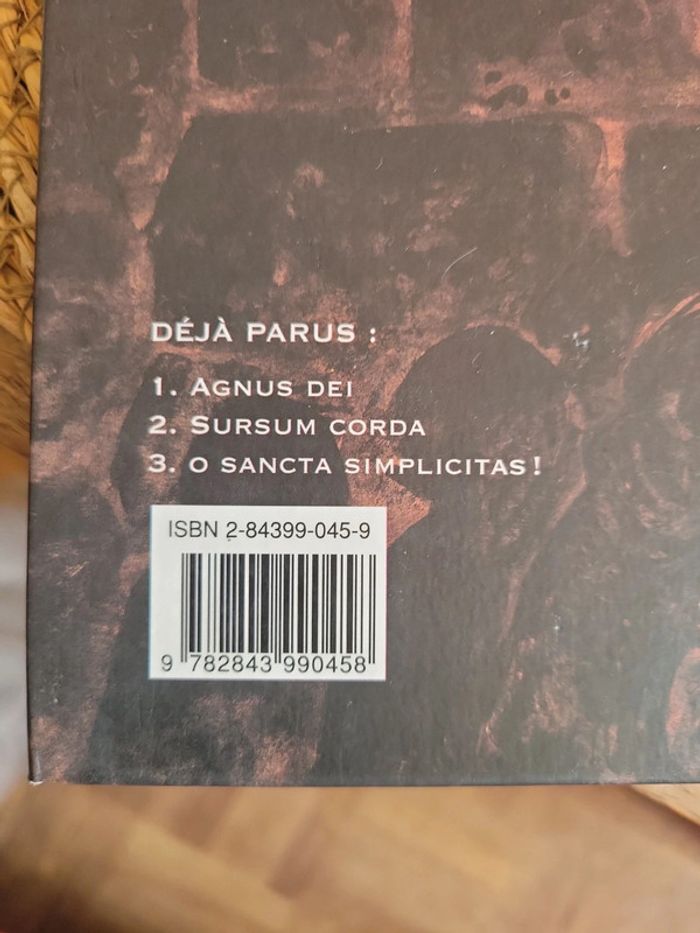 DÉJÀ PARUS :
1. AGNUS DEI
2. SURSUM CORDA
3. O SANCTA SIMPLICITAS !
ISBN 2-84399-045-9
9 782843 990458